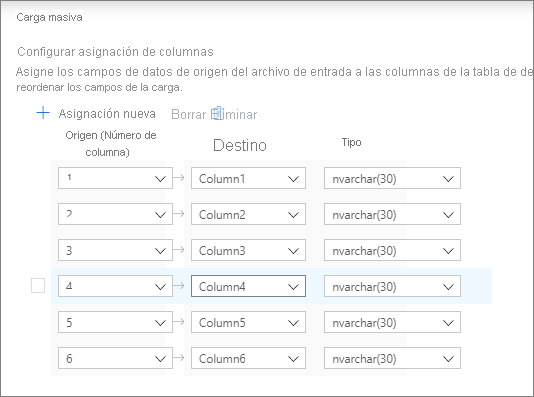 Carga masiva
Configurar asignación de columnas
Asigne los campos de datos de origen del archivo de entrada a las columnas de la tabla de de
reordenar los campos de la carga.
Asignación nueva Borrar Eliminar
Origen (Número de columna) Destino Tipo
1 Column1 nvarchar(30)
2 Column2 nvarchar(30)
3 Column3 nvarchar(30)
4 Column4 nvarchar(30)
5 Column5 nvarchar(30)
6 Column6 nvarchar(30)